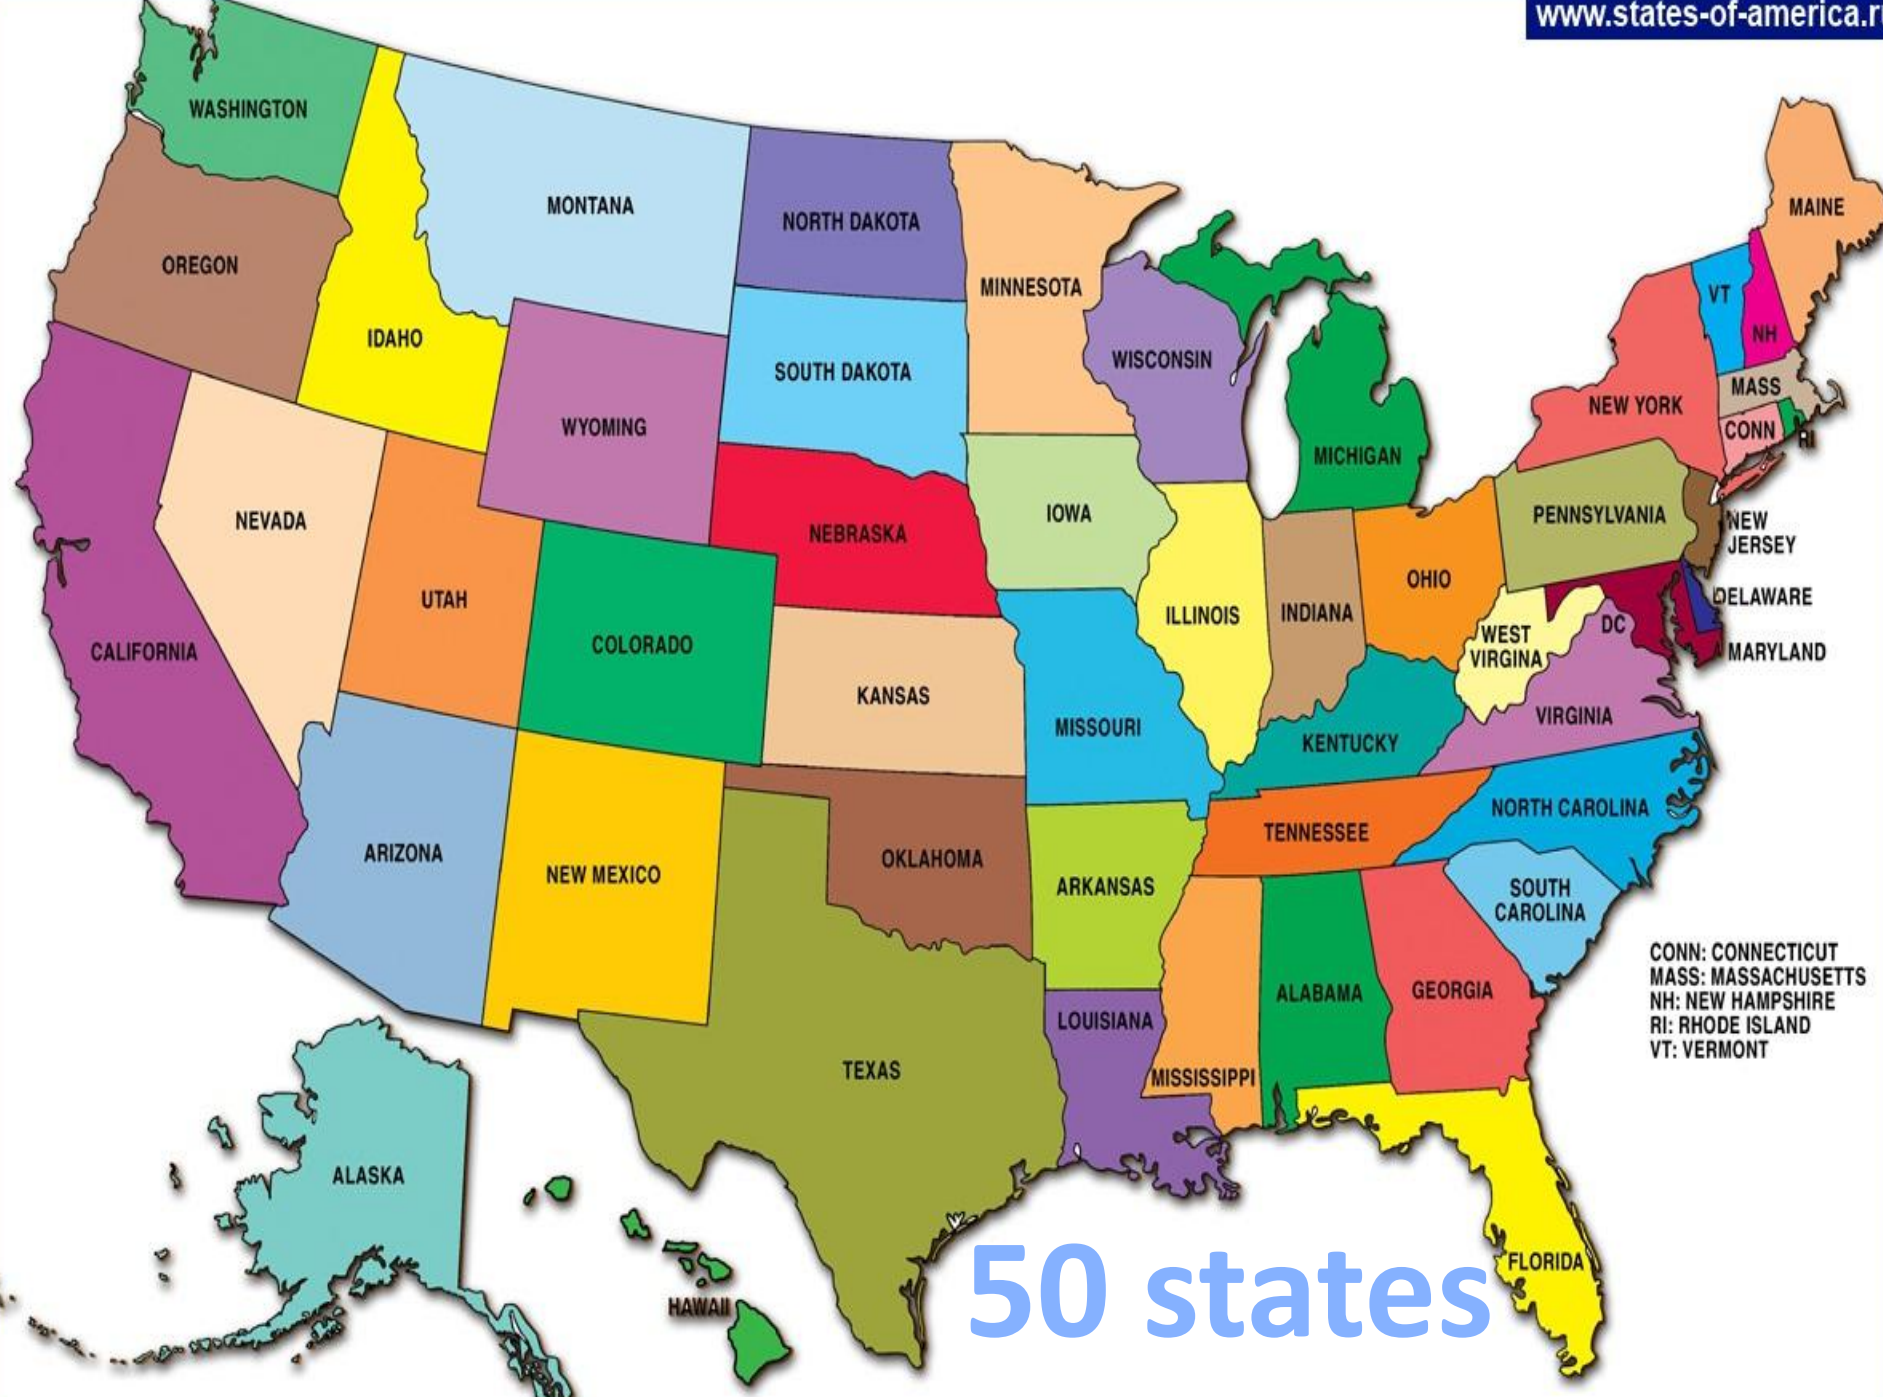 www.states-of-america.ru
WASHINGTON
MONTANA
NORTH DAKOTA
MINNESOTA
MAINE
OREGON
IDAHO
VT
NH
WISCONSIN
SOUTH DAKOTA
WYOMING
MICHIGAN
NEW YORK
MASS
CONN
RI
NEVADA
IOWA
NEBRASKA
PENNSYLVANIA
NEW
JERSEY
UTAH
COLORADO
ILLINOIS
INDIANA
OHIO
DELAWARE
DC
WEST
VIRGINA
MARYLAND
CALIFORNIA
KANSAS
MISSOURI
KENTUCKY
VIRGINIA
ARIZONA
NEW MEXICO
OKLAHOMA
ARKANSAS
TENNESSEE
NORTH CAROLINA
SOUTH
CAROLINA
TEXAS
LOUISIANA
MISSISSIPPI
ALABAMA
GEORGIA
CONN: CONNECTICUT
MASS: MASSACHUSETTS
NH: NEW HAMPSHIRE
RI: RHODE ISLAND
VT: VERMONT
ALASKA
HAWAII
50 states
FLORIDA